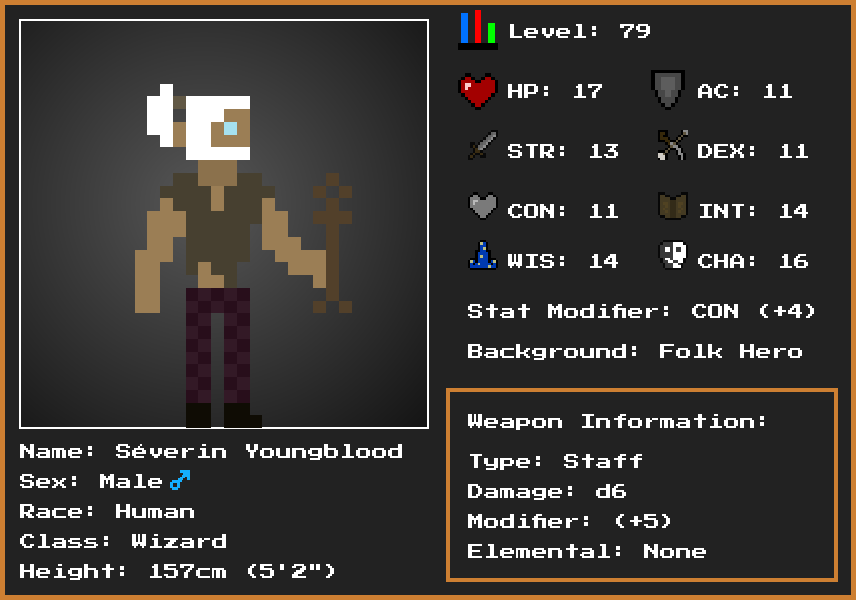 Level: 79
HP: 17 AC: 11
STR: 13 DEX: 11
CON: 11 INT: 14
WIS: 14 CHA: 16
Stat Modifier: CON (+4)
Background: Folk Hero
Weapon Information:
Type: Staff
Damage: d6
Modifier: (+5)
Elemental: None
Name: Séverin Youngblood
Sex: Male ♂
Race: Human
Class: Wizard
Height: 157cm (5'2")